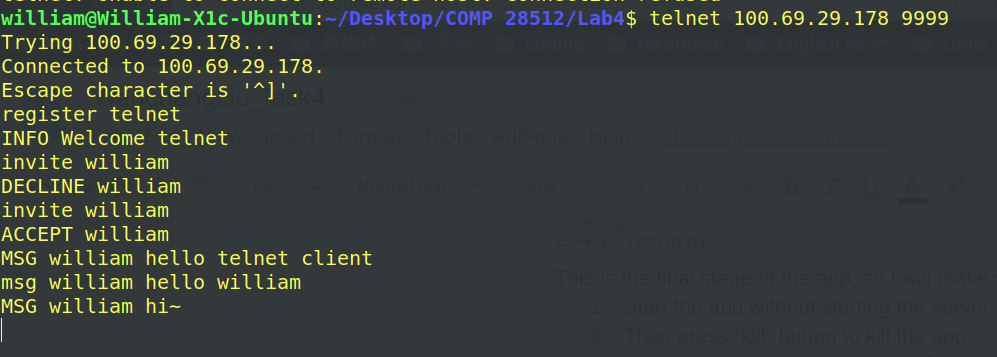 william@William-X1c-Ubuntu:~/Desktop/COMP 28512/Lab4$ telnet 100.69.29.178 9999
Trying 100.69.29.178...
新媒体 学习 coding reference English news tools
Connected to 100.69.29.178.
Escape character is '^]'.
register telnet
INFO Welcome telnet
Insert Format Tools Add-ons Help All changes saved in Drive
invite william
DECLINE william
100% Normal text Arial 11 B I U A
invite william
ACCEPT william
2.4.2 Testing
MSG william hello telnet client
msg william hello william
This is the final stage of the app, so I will make
MSG william hi~
1. Start the app without starting the server.
2. Then press "kill" button to kill the app.